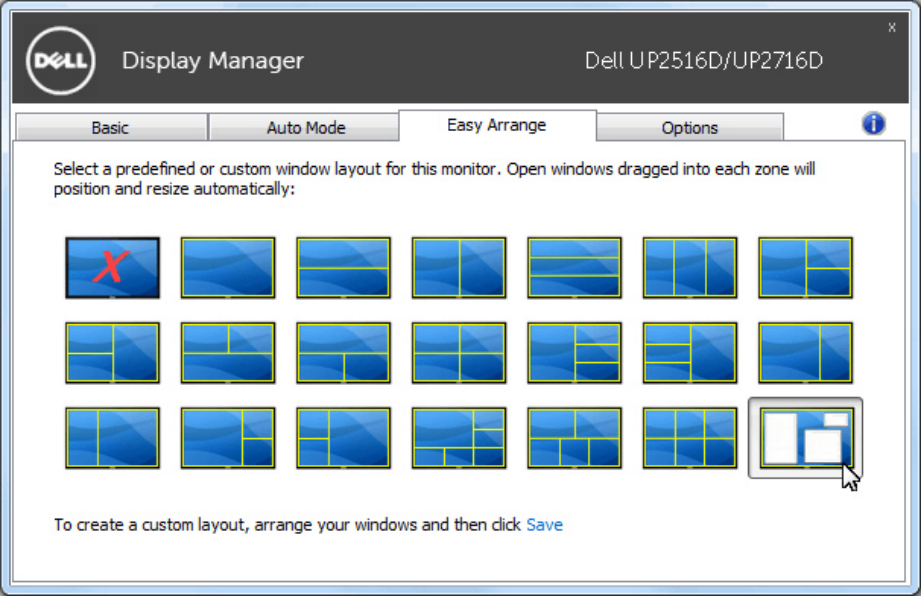 DELL
Display Manager
Dell UP2516D/UP2716D
x
Basic
Auto Mode
Easy Arrange
Options
i
Select a predefined or custom window layout for this monitor. Open windows dragged into each zone will
position and resize automatically:
X
To create a custom layout, arrange your windows and then click Save